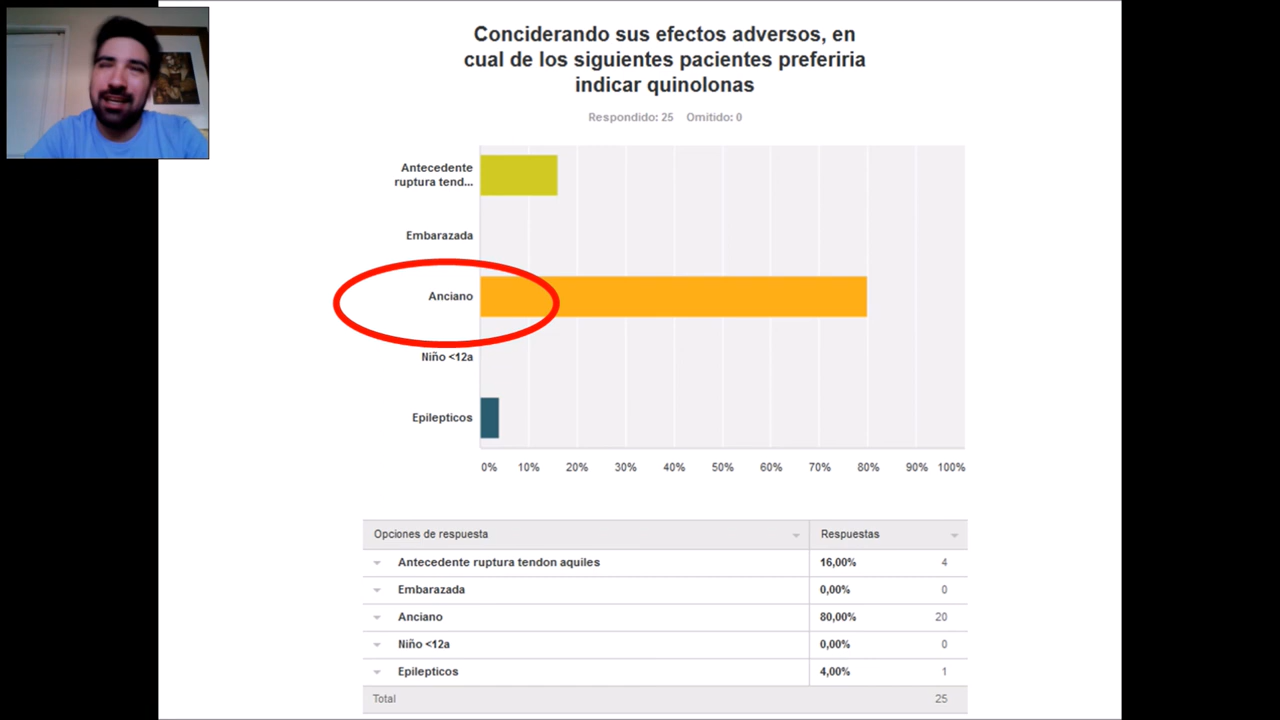 Conciderando sus efectos adversos, en
cual de los siguientes pacientes preferiria
indicar quinolonas
Respondido: 25 Omitido: 0
Antecedente
ruptura tend...
Embarazada
Anciano
Niño <12a
Epilepticos
0% 10% 20% 30% 40% 50% 60% 70% 80% 90% 100%
Opciones de respuesta Respuestas
Antecedente ruptura tendon aquiles 16,00% 4
Embarazada 0,00% 0
Anciano 80,00% 20
Niño <12a 0,00% 0
Epilepticos 4,00% 1
Total 25